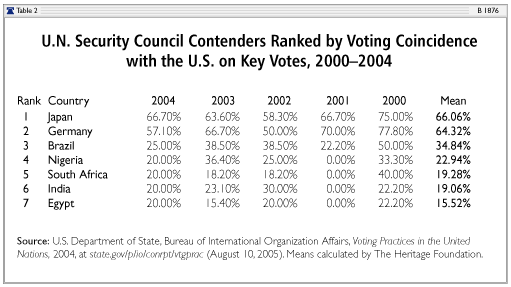 Table 2 B 1876
U.N. Security Council Contenders Ranked by Voting Coincidence
with the U.S. on Key Votes, 2000–2004
Rank Country 2004 2003 2002 2001 2000 Mean
1 Japan 66.70% 63.60% 58.30% 66.70% 75.00% 66.06%
2 Germany 57.10% 66.70% 50.00% 70.00% 77.80% 64.32%
3 Brazil 25.00% 38.50% 38.50% 22.20% 50.00% 34.84%
4 Nigeria 20.00% 36.40% 25.00% 0.00% 33.30% 22.94%
5 South Africa 20.00% 18.20% 18.20% 0.00% 40.00% 19.28%
6 India 20.00% 23.10% 30.00% 0.00% 22.20% 19.06%
7 Egypt 20.00% 15.40% 20.00% 0.00% 22.20% 15.52%
Source: U.S. Department of State, Bureau of International Organization Affairs, Voting Practices in the United
Nations, 2004, at state.gov/p/io/conrpt/vtgprac (August 10, 2005). Means calculated by The Heritage Foundation.